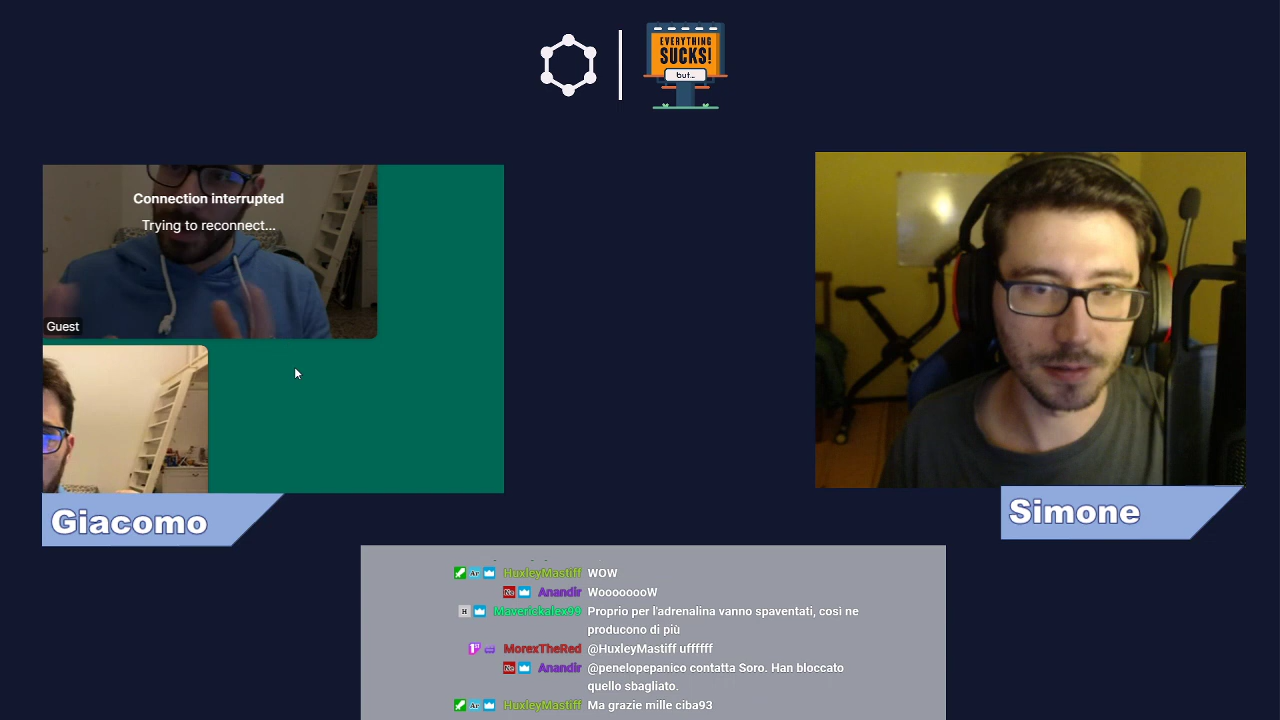 EVERYTHING
SUCKS!
but...
Connection interrupted
Trying to reconnect...
Guest
Giacomo
Simone
HuxleyMastiff WOW
Anandir WoooooooW
Maverickalex99 Proprio per l'adrenalina vanno spaventati, così ne
producono di più
MorexTheRed @HuxleyMastiff uffffff
Anandir @penelopepanico contatta Soro. Han bloccato
quello sbagliato.
HuxleyMastiff Ma grazie mille ciba93